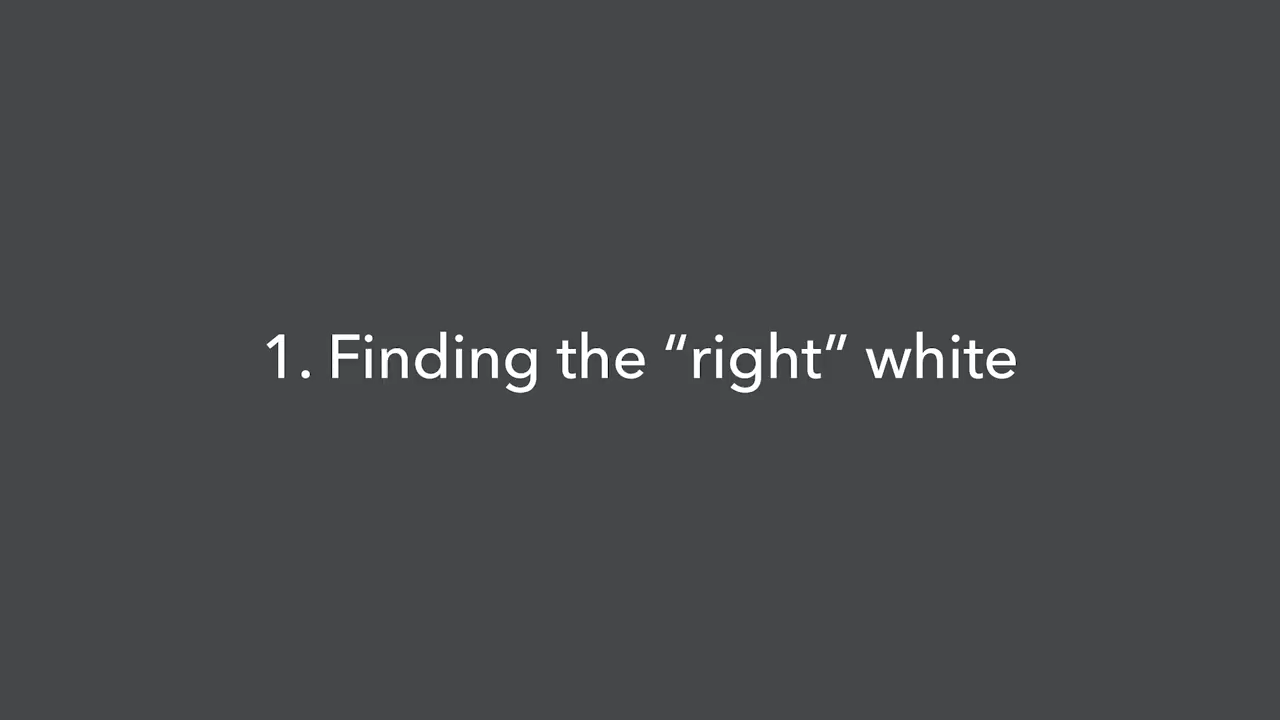 1. Finding the “right” white